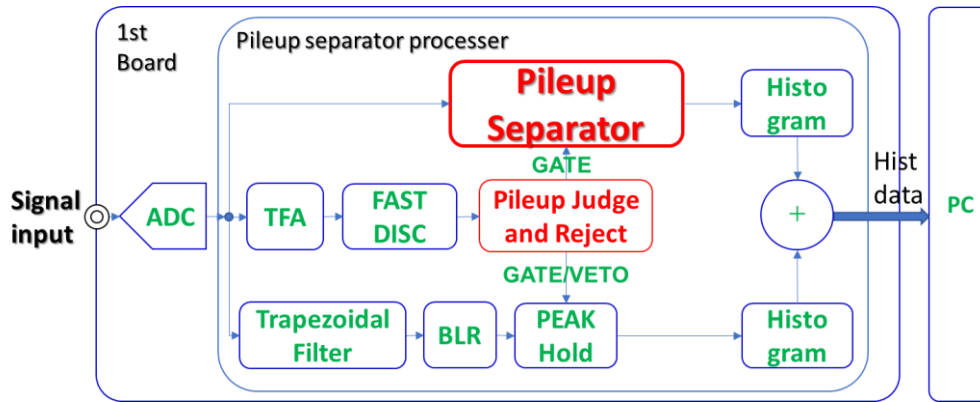 1st
Board
Pileup separator processer
Pileup
Separator
Histo
gram
GATE
Signal
input
ADC
TFA
FAST
DISC
Pileup Judge
and Reject
+
Hist
data
PC
GATE/VETO
Trapezoidal
Filter
BLR
PEAK
Hold
Histo
gram